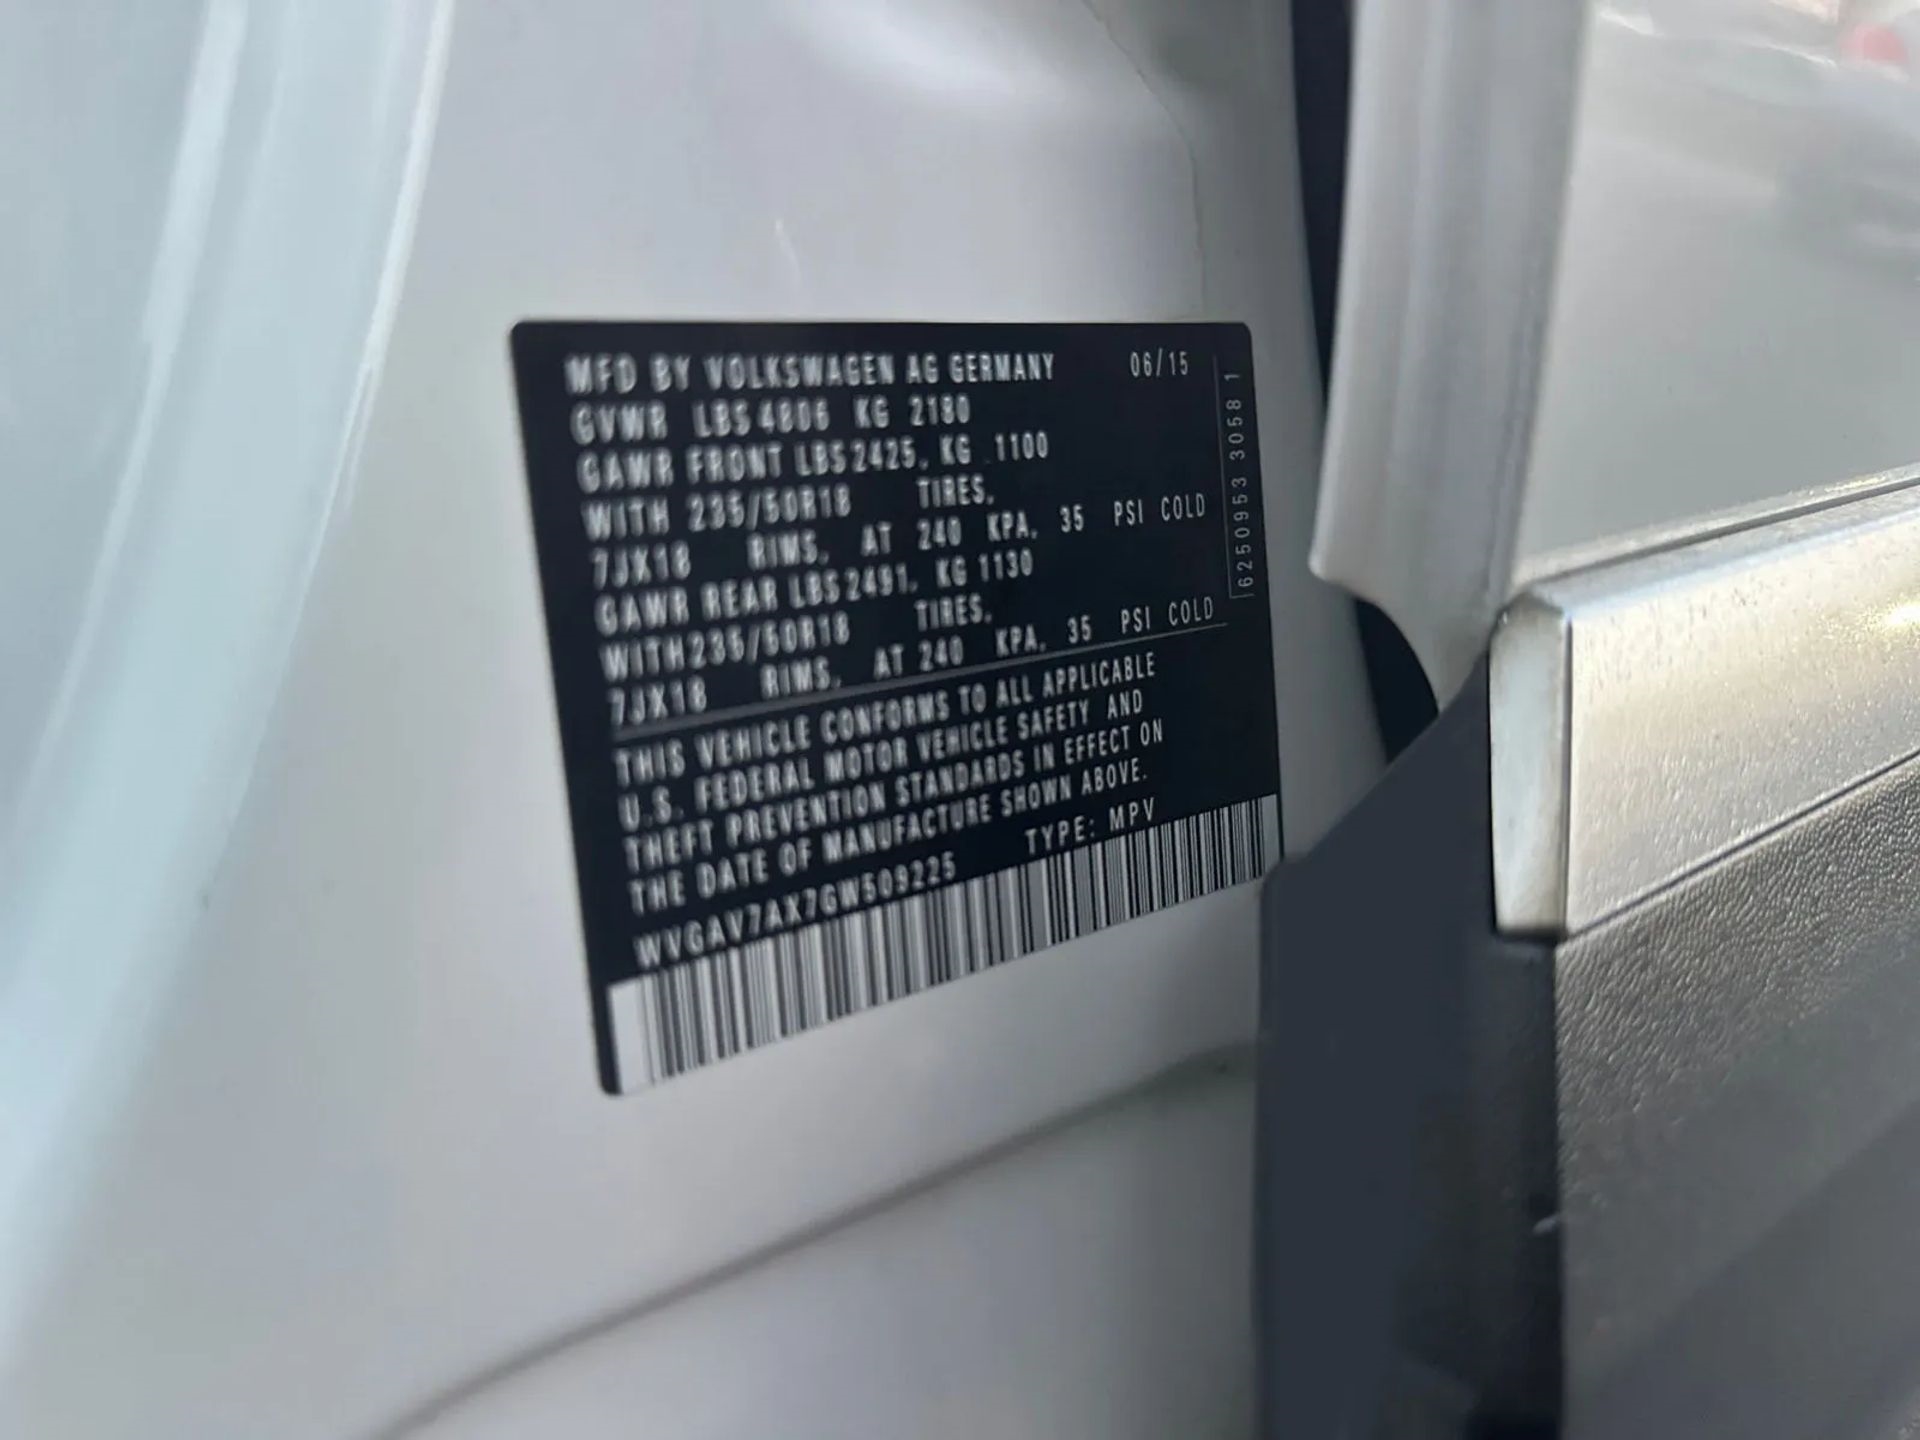 MFD BY VOLKSWAGEN AG GERMANY 06/15
GVWR LBS 4806 KG 2180
GAWR FRONT LBS 2425, KG 1100
WITH 235/50R18 TIRES,
7JX18 RIMS, AT 240 KPA, 35 PSI COLD
GAWR REAR LBS 2491, KG 1130
WITH 235/50R18 TIRES,
7JX18 RIMS, AT 240 KPA, 35 PSI COLD
THIS VEHICLE CONFORMS TO ALL APPLICABLE
U.S. FEDERAL MOTOR VEHICLE SAFETY AND
THEFT PREVENTION STANDARDS IN EFFECT ON
THE DATE OF MANUFACTURE SHOWN ABOVE.
WVGAV7AX7GW509225 TYPE: MPV
6250953 3058 1